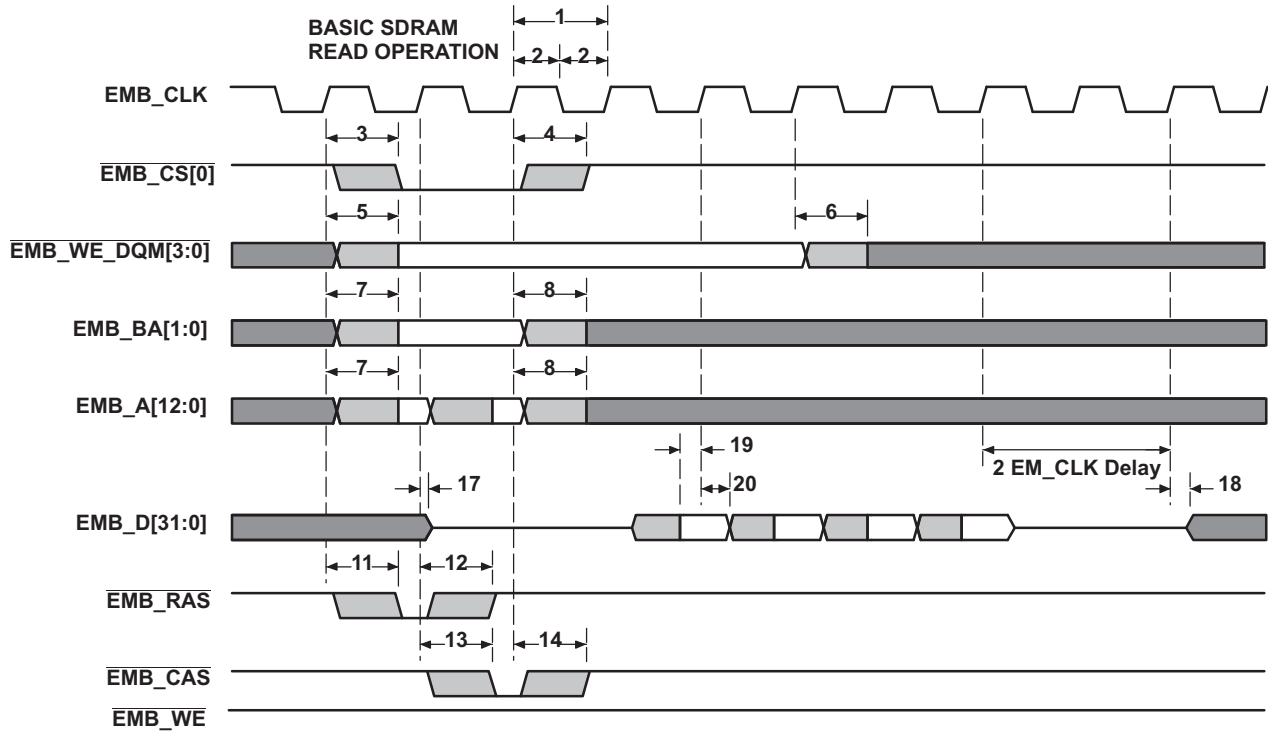 BASIC SDRAM
READ OPERATION
1
2 2
EMB_CLK
3 4
EMB_CS[0]
5 6
EMB_WE_DQM[3:0]
7 8
EMB_BA[1:0]
7 8
EMB_A[12:0]
19
2 EM_CLK Delay
17 20 18
EMB_D[31:0]
11 12
EMB_RAS
13 14
EMB_CAS
EMB_WE